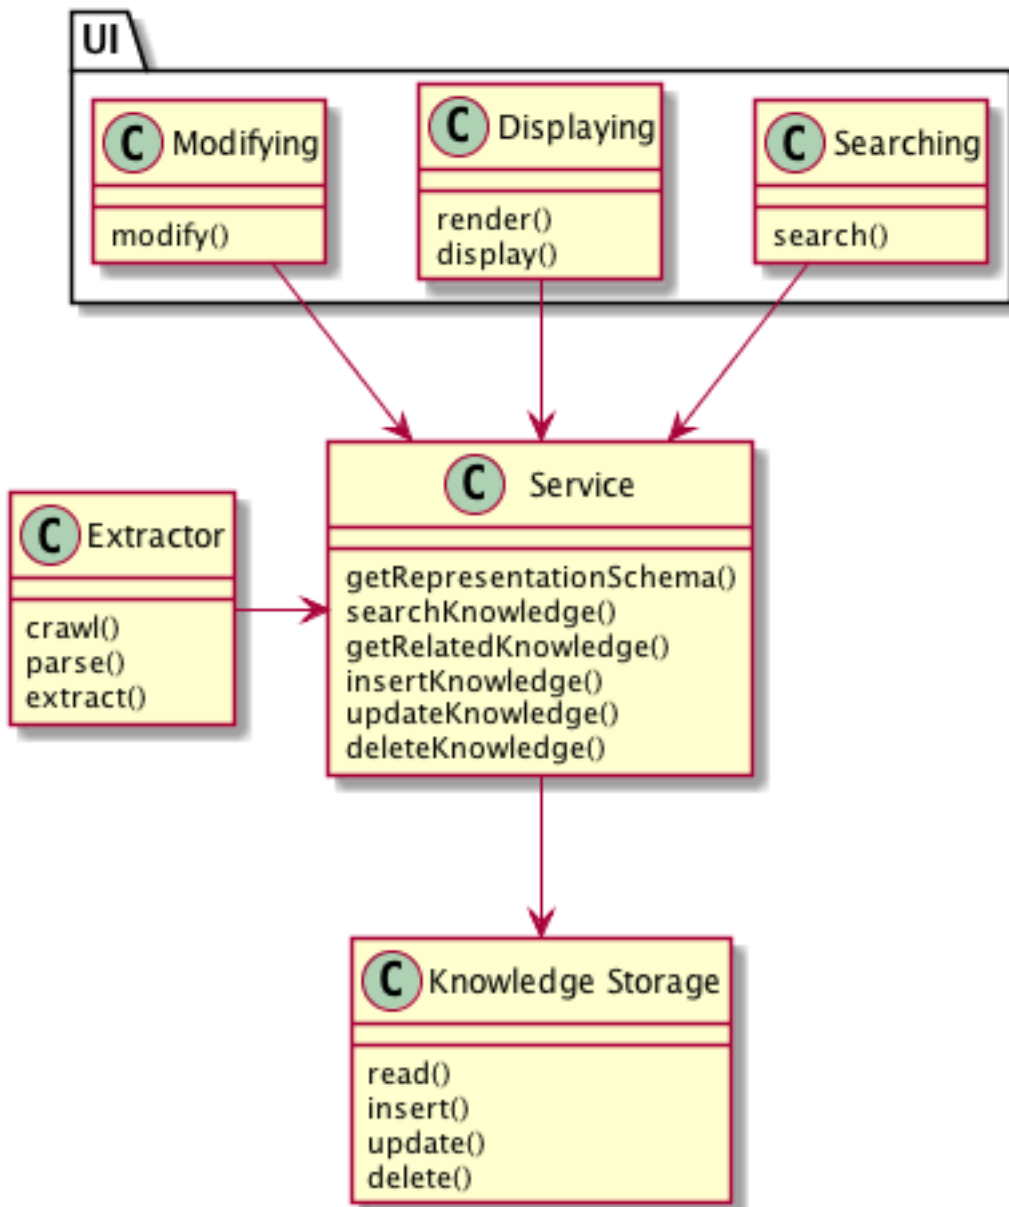 UI
C Modifying
modify()
C Displaying
render()
display()
C Searching
search()
C Extractor
crawl()
parse()
extract()
C Service
getRepresentationSchema()
searchKnowledge()
getRelatedKnowledge()
insertKnowledge()
updateKnowledge()
deleteKnowledge()
C Knowledge Storage
read()
insert()
update()
delete()